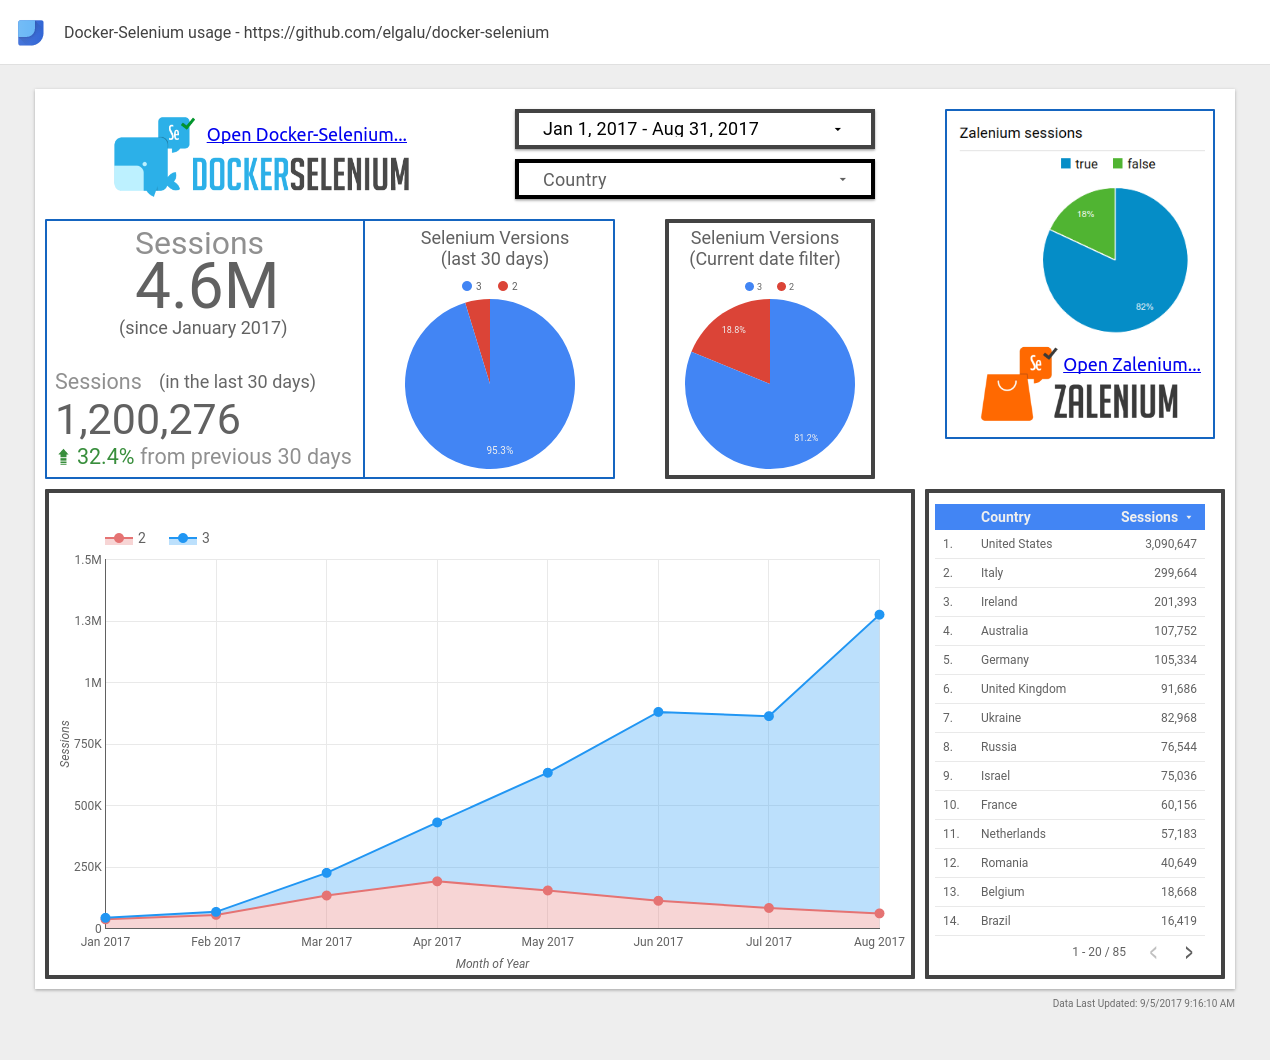 Docker-Selenium usage - https://github.com/elgalu/docker-selenium
Se
Open Docker-Selenium...
DOCKERSELENIUM
Jan 1, 2017 - Aug 31, 2017
Country
Zalenium sessions
true false
18%
82%
Se
Open Zalenium...
ZALENIUM
Sessions
4.6M
(since January 2017)
Sessions (in the last 30 days)
1,200,276
32.4% from previous 30 days
Selenium Versions
(last 30 days)
3 2
95.3%
Selenium Versions
(Current date filter)
3 2
18.8%
81.2%
2 3
1.5M
1.3M
1M
750K
500K
250K
0
Sessions
Jan 2017 Feb 2017 Mar 2017 Apr 2017 May 2017 Jun 2017 Jul 2017 Aug 2017
Month of Year
Country Sessions
1. United States 3,090,647
2. Italy 299,664
3. Ireland 201,393
4. Australia 107,752
5. Germany 105,334
6. United Kingdom 91,686
7. Ukraine 82,968
8. Russia 76,544
9. Israel 75,036
10. France 60,156
11. Netherlands 57,183
12. Romania 40,649
13. Belgium 18,668
14. Brazil 16,419
1 - 20 / 85
Data Last Updated: 9/5/2017 9:16:10 AM